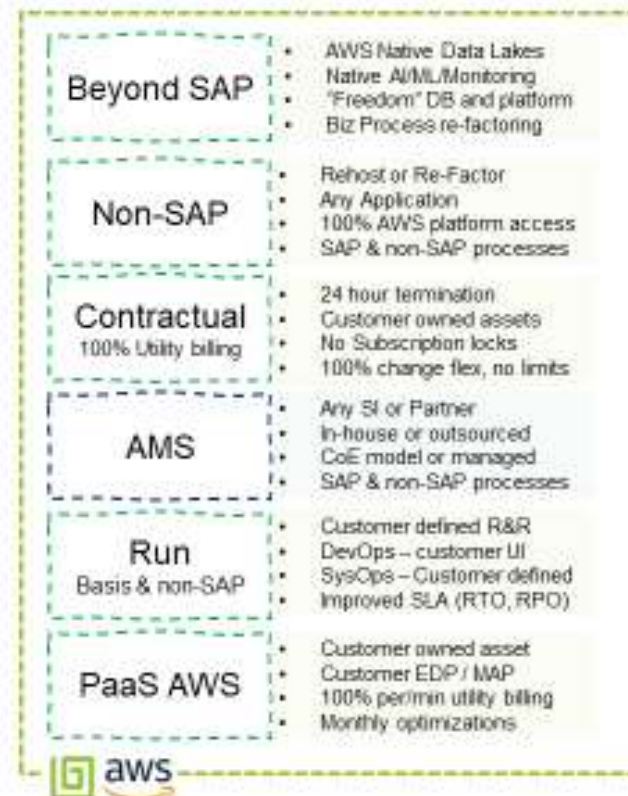 Beyond SAP
• AWS Native Data Lakes
• Native AI/ML/Monitoring
• "Freedom" DB and platform
• Biz Process re-factoring
Non-SAP
• Rehost or Re-Factor
• Any Application
• 100% AWS platform access
• SAP & non-SAP processes
Contractual
100% Utility billing
• 24 hour termination
• Customer owned assets
• No Subscription locks
• 100% change flex, no limits
AMS
• Any SI or Partner
• In-house or outsourced
• CoE model or managed
• SAP & non-SAP processes
Run
Basis & non-SAP
• Customer defined R&R
• DevOps – customer UI
• SysOps – Customer defined
• Improved SLA (RTO, RPO)
PaaS AWS
• Customer owned asset
• Customer EDP / MAP
• 100% per/min utility billing
• Monthly optimizations
aws